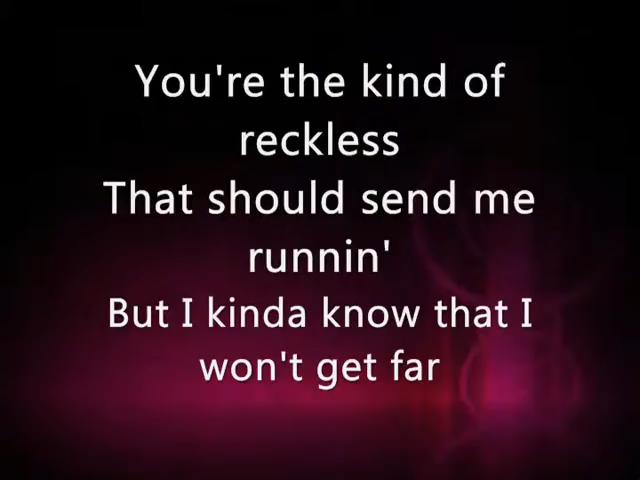 You're the kind of
reckless
That should send me
runnin'
But I kinda know that I
won't get far